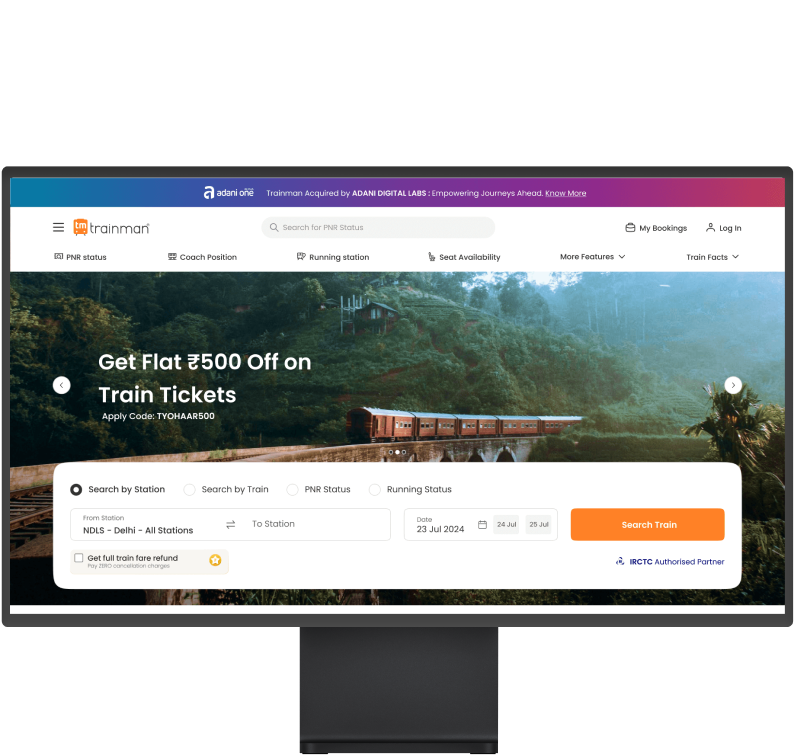 adani one Trainman Acquired by ADANI DIGITAL LABS : Empowering Journeys Ahead. Know More
tm trainman
Search for PNR Status
My Bookings
Log In
PNR status
Coach Position
Running station
Seat Availability
More Features
Train Facts
Get Flat ₹500 Off on
Train Tickets
Apply Code: TYOHAAR500
Search by Station
Search by Train
PNR Status
Running Status
From Station
NDLS - Delhi - All Stations
To Station
Date
23 Jul 2024
24 Jul
25 Jul
Search Train
Get full train fare refund
Pay ZERO cancellation charges
IRCTC Authorised Partner